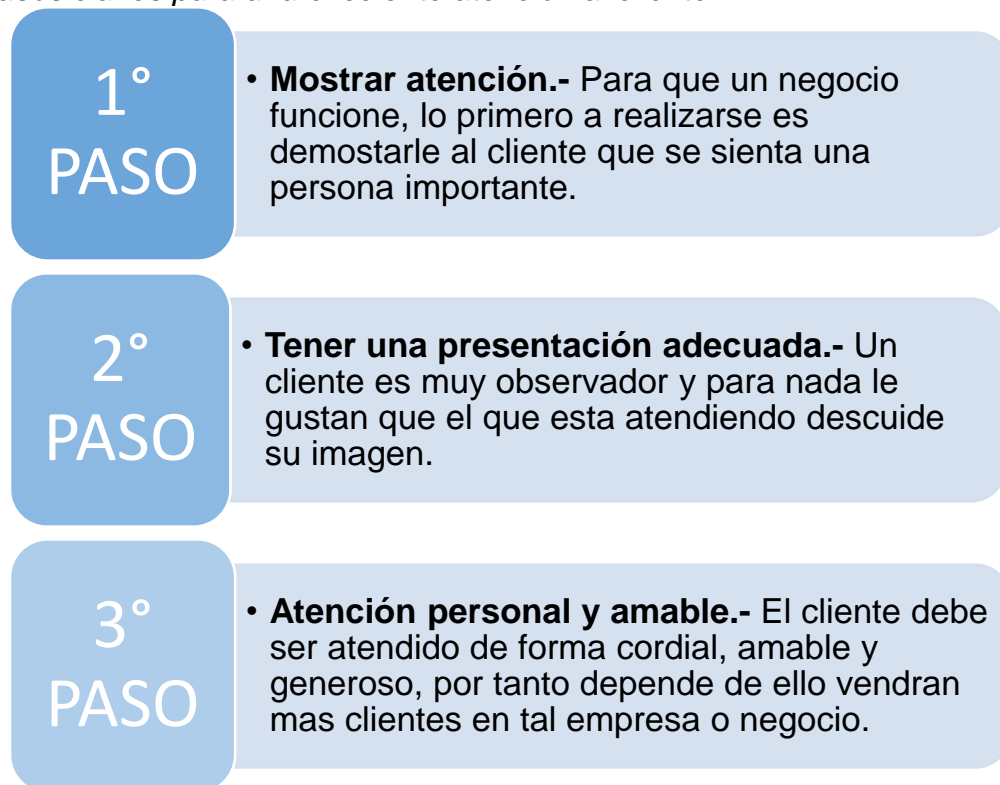 1°
PASO
• Mostrar atención.- Para que un negocio
funcione, lo primero a realizarse es
demostarle al cliente que se sienta una
persona importante.
2°
PASO
• Tener una presentación adecuada.- Un
cliente es muy observador y para nada le
gustan que el que esta atendiendo descuide
su imagen.
3°
PASO
• Atención personal y amable.- El cliente debe
ser atendido de forma cordial, amable y
generoso, por tanto depende de ello vendran
mas clientes en tal empresa o negocio.